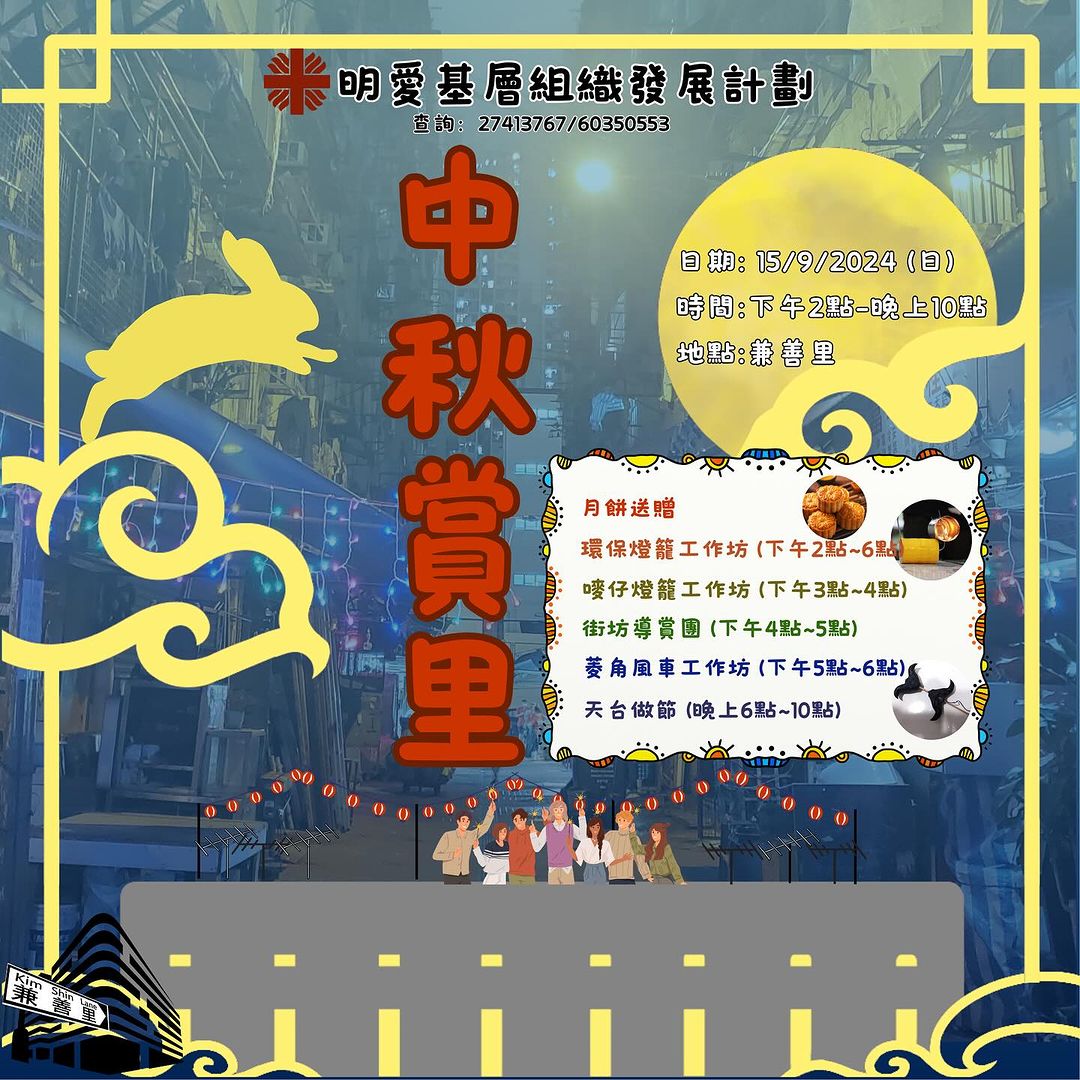 明愛基層組織發展計劃
查詢: 27413767/60350553
中秋賞里
日期: 15/9/2024 (日)
時間:下午2點-晚上10點
地點:兼善里
月餅送贈
環保燈籠工作坊 (下午2點~6點
嘜仔燈籠工作坊 (下午3點~4點)
街坊導賞團 (下午4點~5點)
菱角風車工作坊 (下午5點~6點)
天台做節 (晚上6點~10點)
Kim Shin Lane
兼善里